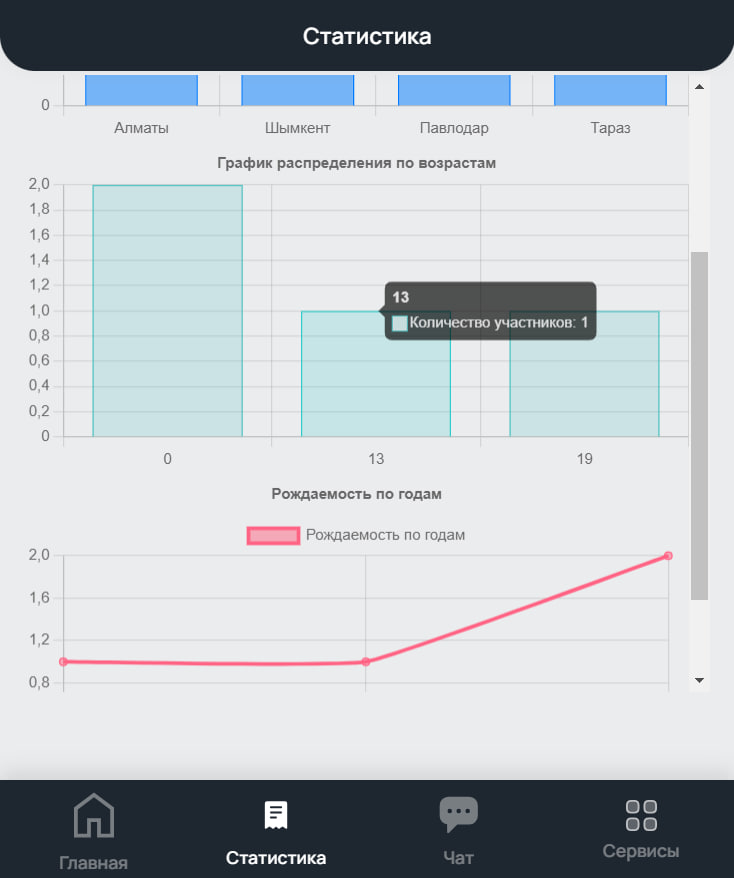 Статистика
0
Алматы Шымкент Павлодар Тараз
График распределения по возрастам
2,0
1,8
1,6
1,4
1,2
1,0
0,8
0,6
0,4
0,2
0
13
Количество участников: 1
0 13 19
Рождаемость по годам
Рождаемость по годам
2,0
1,6
1,2
0,8
Главная Статистика Чат Сервисы